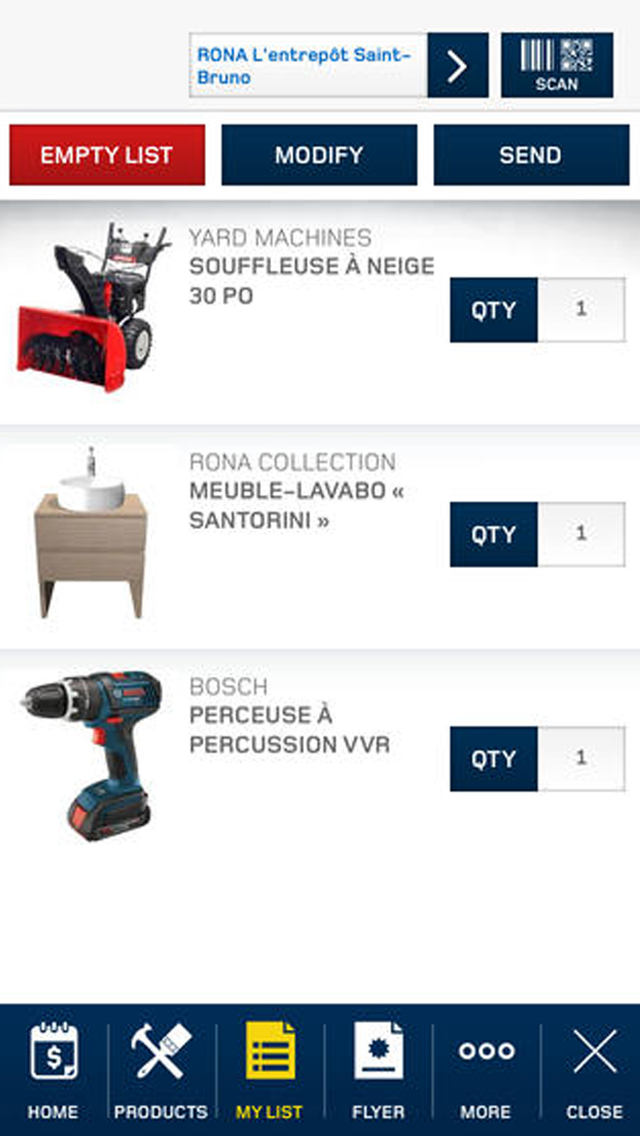 RONA L'entrepôt Saint-
Bruno
SCAN
EMPTY LIST
MODIFY
SEND
YARD MACHINES
SOUFFLEUSE À NEIGE
30 PO
QTY
1
RONA COLLECTION
MEUBLE-LAVABO «
SANTORINI »
QTY
1
BOSCH
PERCEUSE À
PERCUSSION VVR
QTY
1
HOME
PRODUCTS
MY LIST
FLYER
MORE
CLOSE